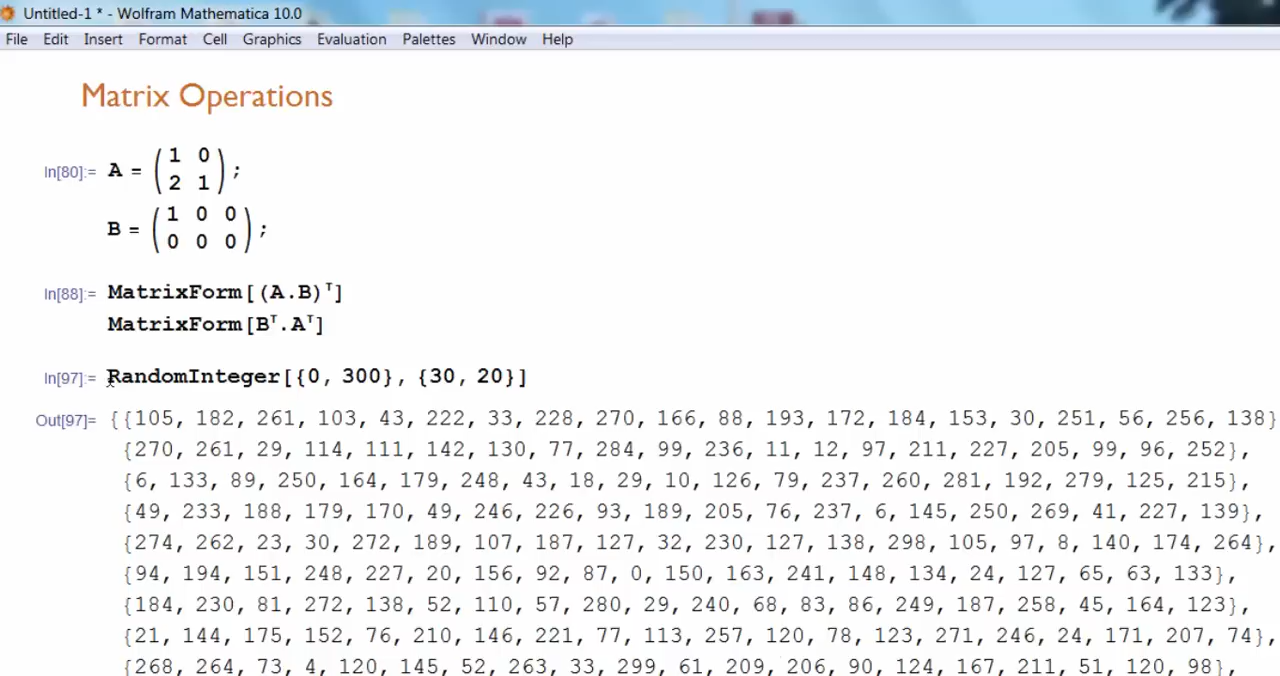 Untitled-1 * - Wolfram Mathematica 10.0
File Edit Insert Format Cell Graphics Evaluation Palettes Window Help
Matrix Operations
In[80]:= A = (1 0
2 1) ;
B = (1 0 0
0 0 0) ;
In[88]:= MatrixForm[(A.B)ᵀ]
MatrixForm[Bᵀ.Aᵀ]
In[97]:= RandomInteger[{0, 300}, {30, 20}]
Out[97]= {{105, 182, 261, 103, 43, 222, 33, 228, 270, 166, 88, 193, 172, 184, 153, 30, 251, 56, 256, 138}
{270, 261, 29, 114, 111, 142, 130, 77, 284, 99, 236, 11, 12, 97, 211, 227, 205, 99, 96, 252},
{6, 133, 89, 250, 164, 179, 248, 43, 18, 29, 10, 126, 79, 237, 260, 281, 192, 279, 125, 215},
{49, 233, 188, 179, 170, 49, 246, 226, 93, 189, 205, 76, 237, 6, 145, 250, 269, 41, 227, 139},
{274, 262, 23, 30, 272, 189, 107, 187, 127, 32, 230, 127, 138, 298, 105, 97, 8, 140, 174, 264},
{94, 194, 151, 248, 227, 20, 156, 92, 87, 0, 150, 163, 241, 148, 134, 24, 127, 65, 63, 133},
{184, 230, 81, 272, 138, 52, 110, 57, 280, 29, 240, 68, 83, 86, 249, 187, 258, 45, 164, 123},
{21, 144, 175, 152, 76, 210, 146, 221, 77, 113, 257, 120, 78, 123, 271, 246, 24, 171, 207, 74},
{268, 264, 73, 4, 120, 145, 52, 263, 33, 299, 61, 209, 206, 90, 124, 167, 211, 51, 120, 98},